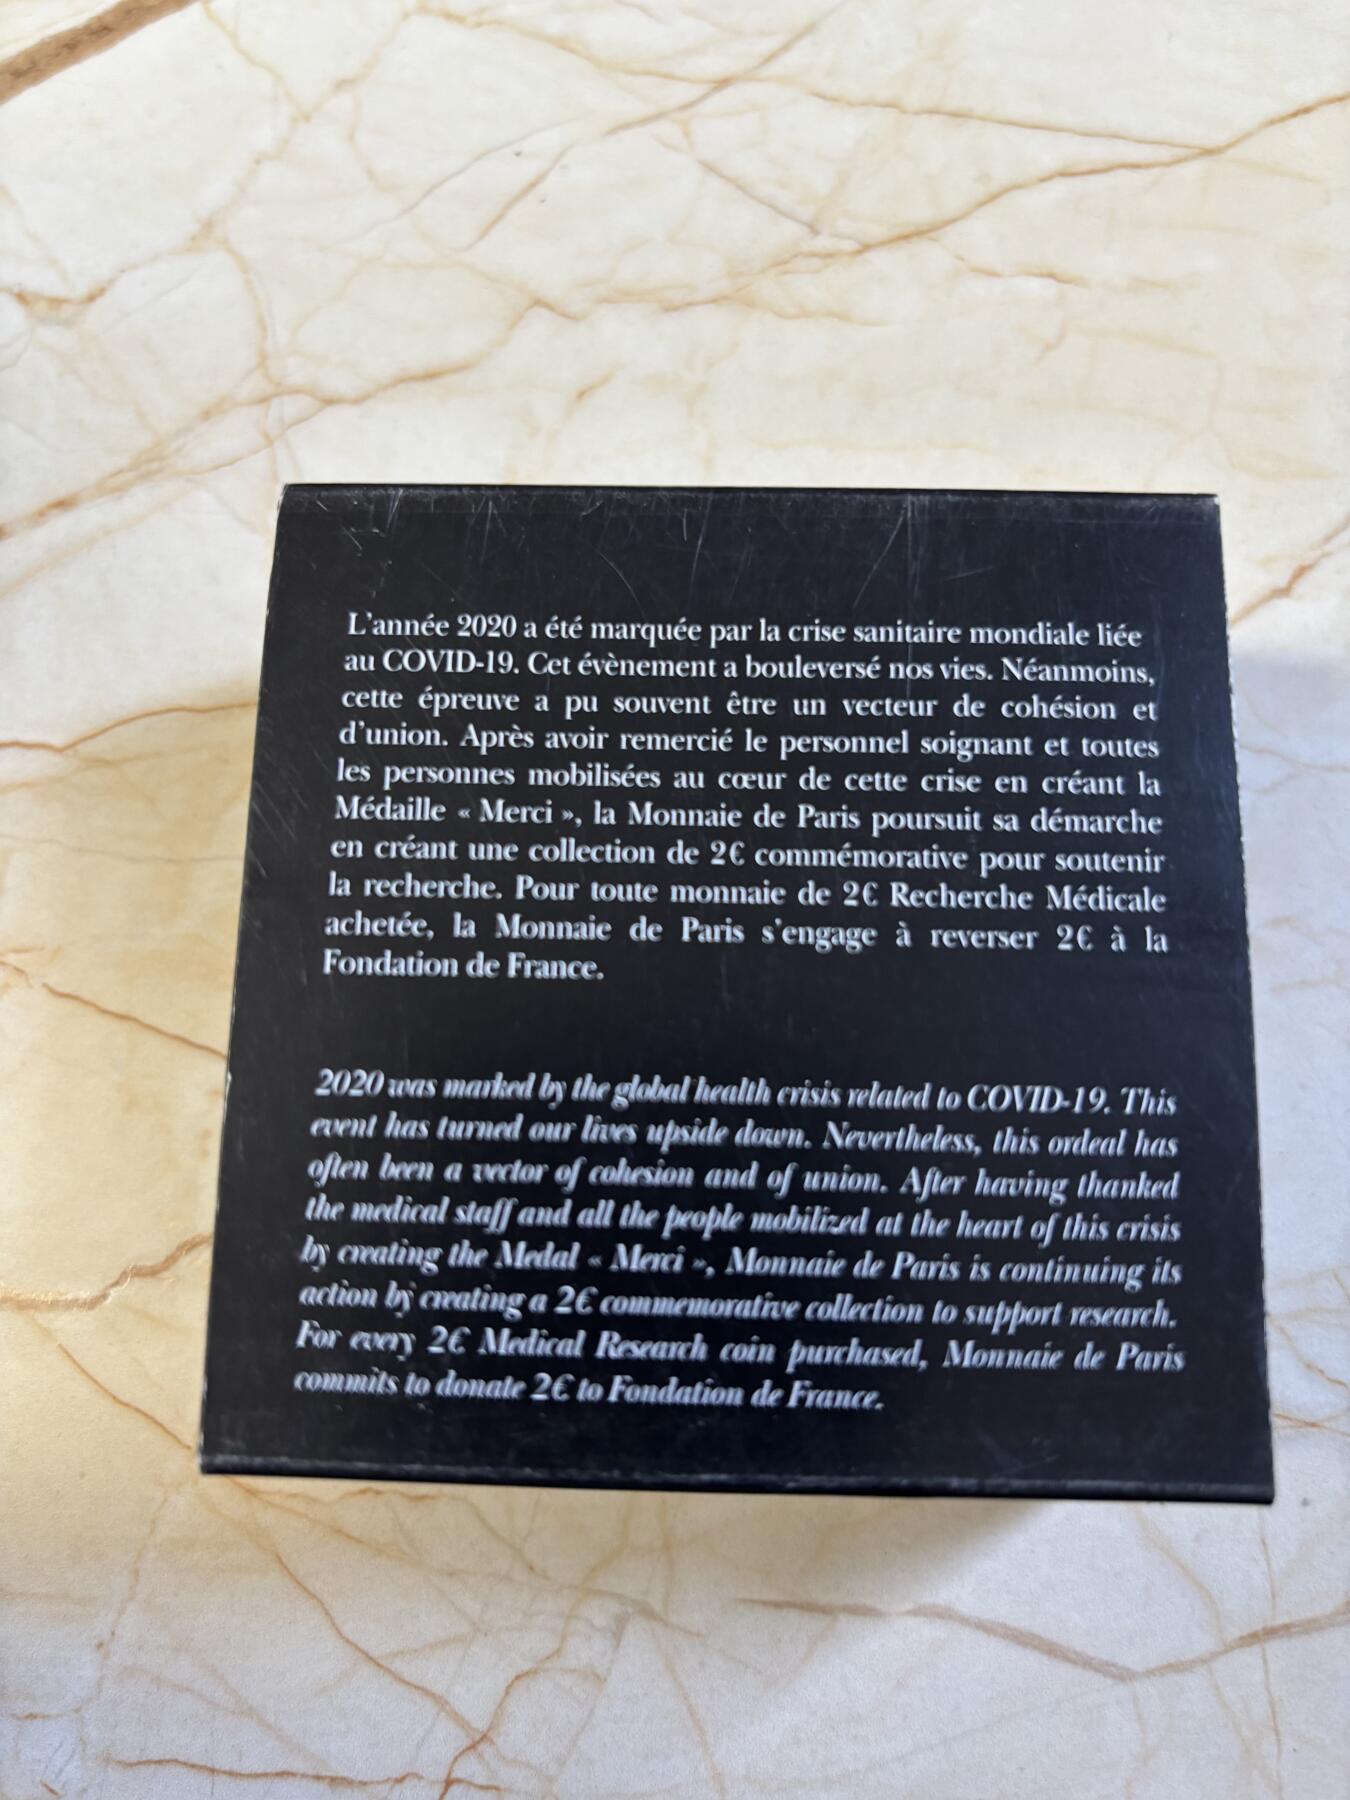 L'année 2020 a été marquée par la crise sanitaire mondiale liée
au COVID-19. Cet évènement a bouleversé nos vies. Néanmoins,
cette épreuve a pu souvent être un vecteur de cohésion et
d'union. Après avoir remercié le personnel soignant et toutes
les personnes mobilisées au cœur de cette crise en créant la
Médaille « Merci », la Monnaie de Paris poursuit sa démarche
en créant une collection de 2€ commémorative pour soutenir
la recherche. Pour toute monnaie de 2€ Recherche Médicale
achetée, la Monnaie de Paris s'engage à reverser 2€ à la
Fondation de France.
2020 was marked by the global health crisis related to COVID-19. This
event has turned our lives upside down. Nevertheless, this ordeal has
often been a vector of cohesion and of union. After having thanked
the medical staff and all the people mobilized at the heart of this crisis
by creating the Medal « Merci », Monnaie de Paris is continuing its
action by creating a 2€ commemorative collection to support research.
For every 2€ Medical Research coin purchased, Monnaie de Paris
commits to donate 2€ to Fondation de France.